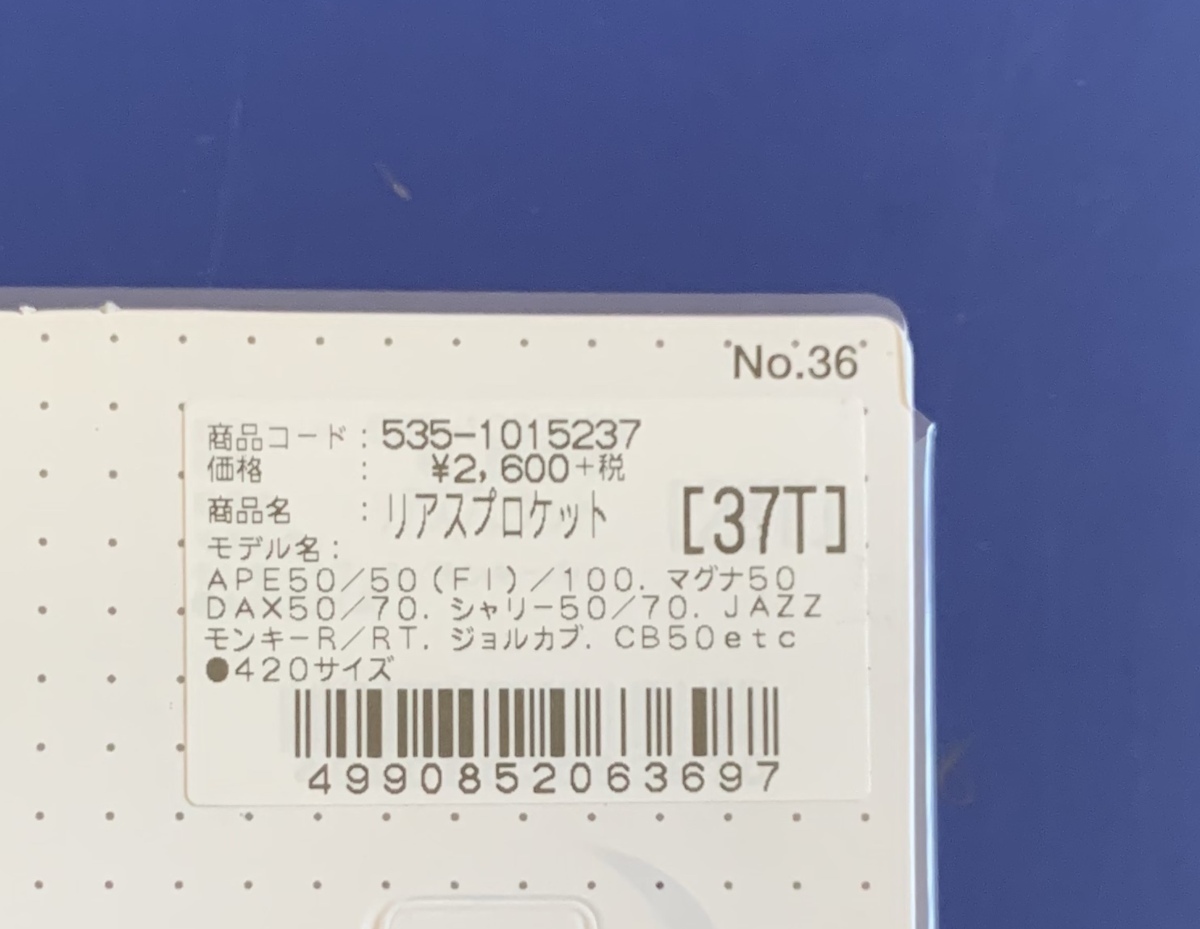 No.36
商品コード：535-1015237
価格　　　：　¥2,600+税
商品名　　：リアスプロケット　[37T]
モデル名：
APE50／50（FI）／100．マグナ50
DAX50／70．シャリー50／70．JAZZ
モンキーR／RT．ジョルカブ．CB50etc
●420サイズ
4990852063697